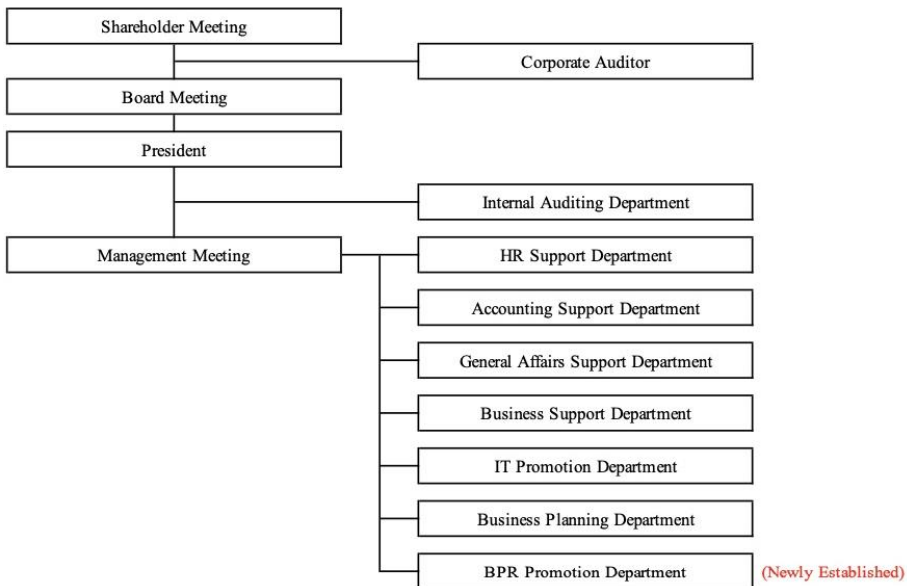 Shareholder Meeting
Corporate Auditor
Board Meeting
President
Internal Auditing Department
Management Meeting
HR Support Department
Accounting Support Department
General Affairs Support Department
Business Support Department
IT Promotion Department
Business Planning Department
BPR Promotion Department (Newly Established)